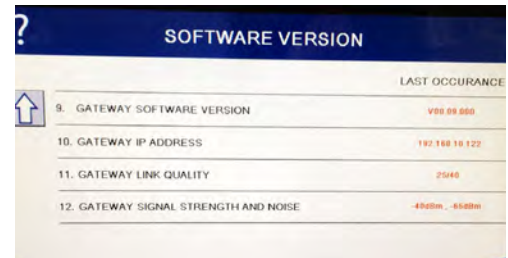 ?
SOFTWARE VERSION
LAST OCCURANCE
9. GATEWAY SOFTWARE VERSION V00.09.000
10. GATEWAY IP ADDRESS 192.168.10.122
11. GATEWAY LINK QUALITY 25/40
12. GATEWAY SIGNAL STRENGTH AND NOISE -40dBm , -65dBm